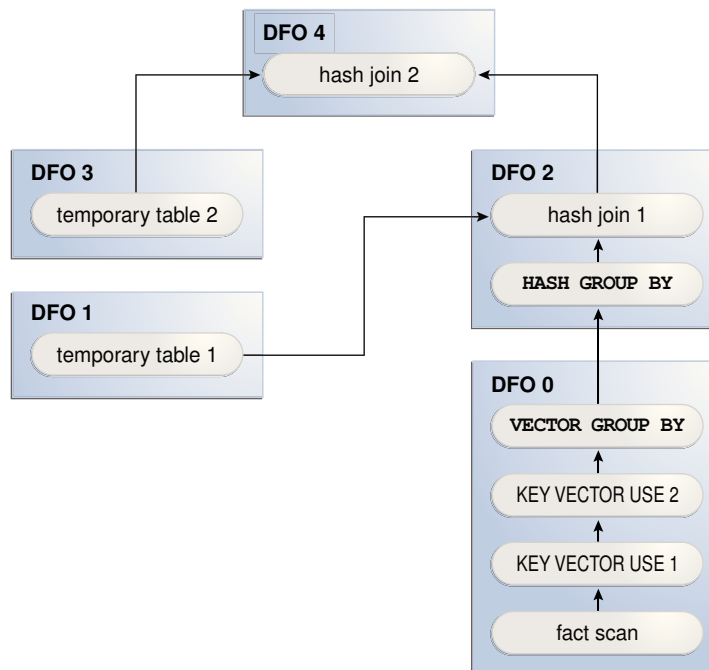 DFO 4
hash join 2
DFO 3
temporary table 2
DFO 2
hash join 1
HASH GROUP BY
DFO 1
temporary table 1
DFO 0
VECTOR GROUP BY
KEY VECTOR USE 2
KEY VECTOR USE 1
fact scan